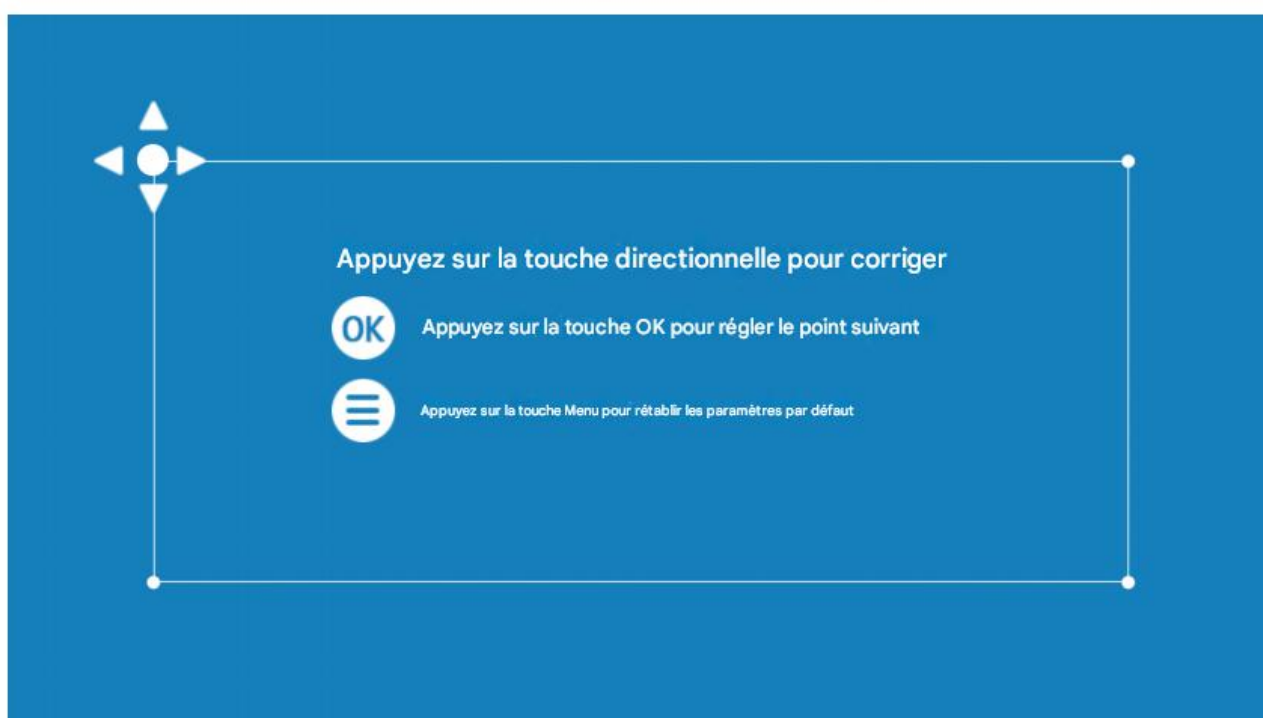 Appuyez sur la touche directionnelle pour corriger
OK Appuyez sur la touche OK pour régler le point suivant
Appuyez sur la touche Menu pour rétablir les paramètres par défaut